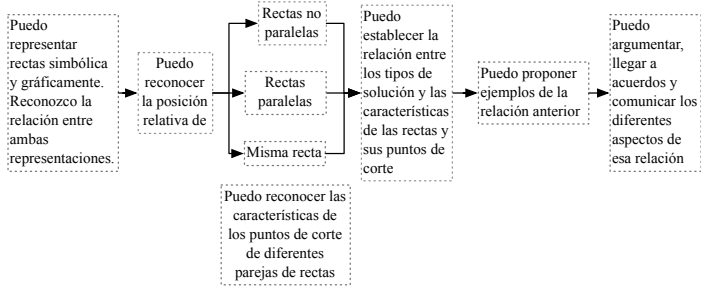 Puedo
representar
rectas simbólica
y gráficamente.
Reconozco la
relación entre
ambas
representaciones.
Puedo
reconocer
la posición
relativa de
Rectas no
paralelas
Rectas
paralelas
Misma recta
Puedo reconocer las
características de
los puntos de corte
de diferentes
parejas de rectas
Puedo
establecer la
relación entre
los tipos de
solución y las
características
de las rectas y
sus puntos de
corte
Puedo proponer
ejemplos de la
relación anterior
Puedo
argumentar,
llegar a
acuerdos y
comunicar los
diferentes
aspectos de
esa relación